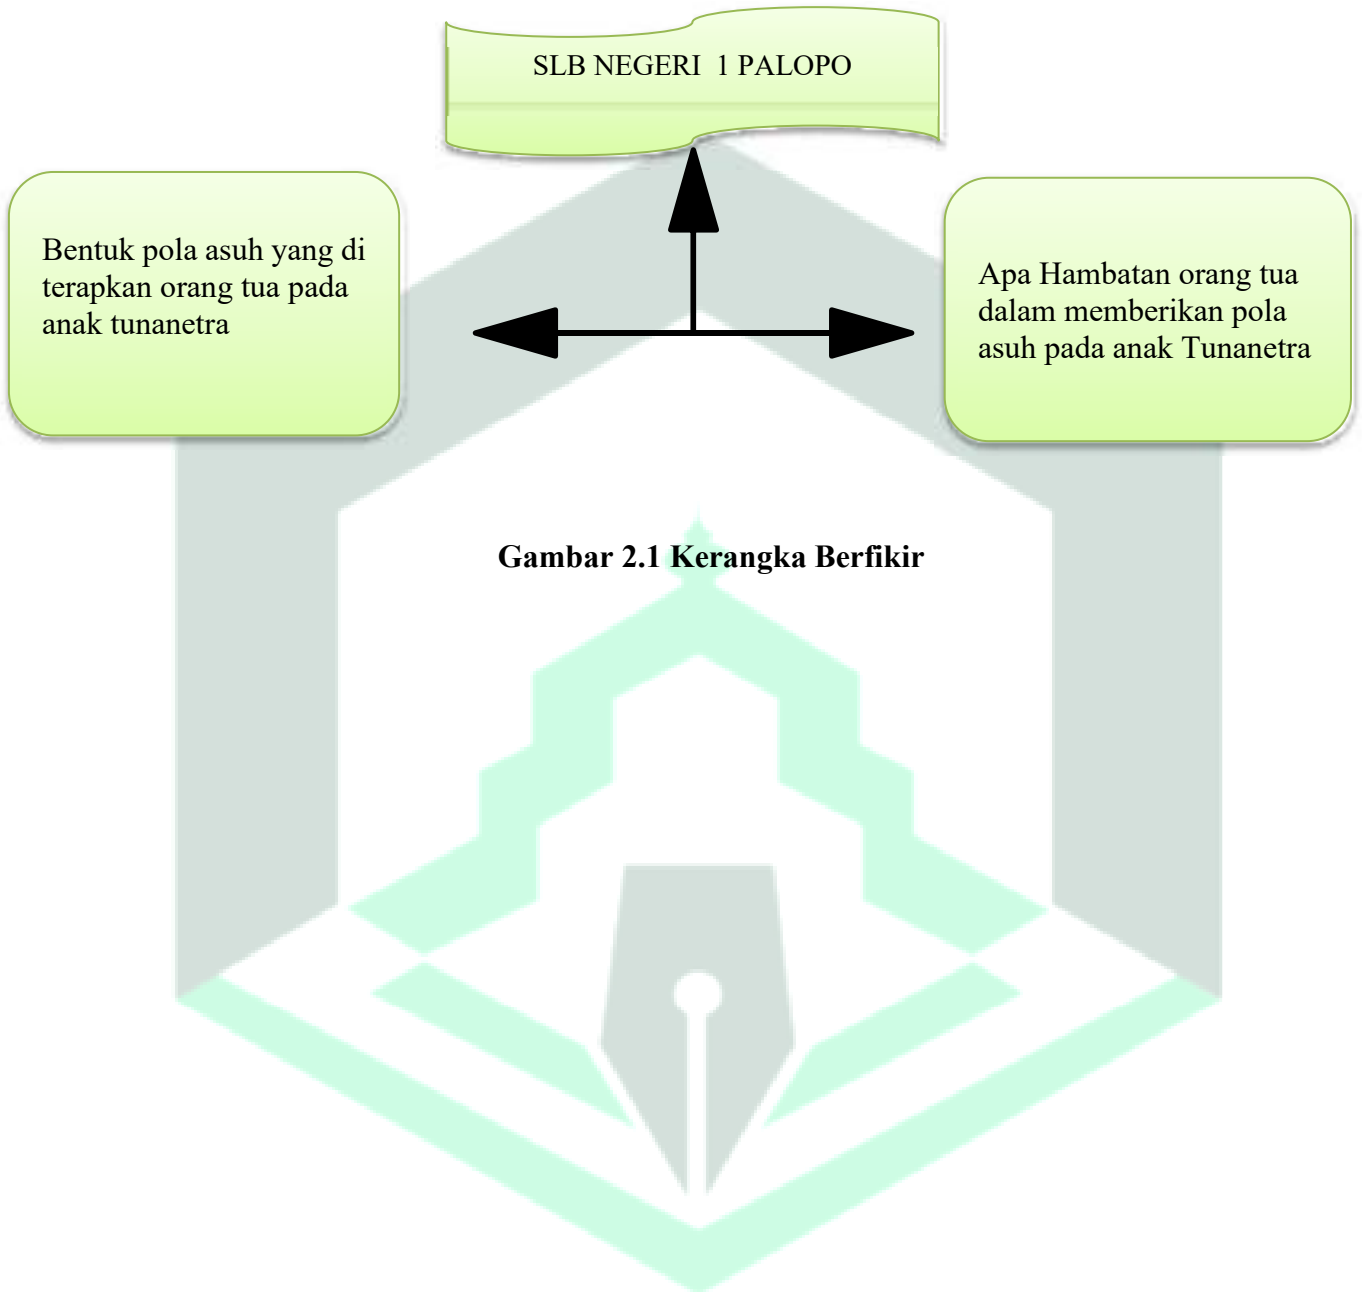 SLB NEGERI  1 PALOPO
Bentuk pola asuh yang di
terapkan orang tua pada
anak tunanetra
Apa Hambatan orang tua
dalam memberikan pola
asuh pada anak Tunanetra
Gambar 2.1 Kerangka Berfikir